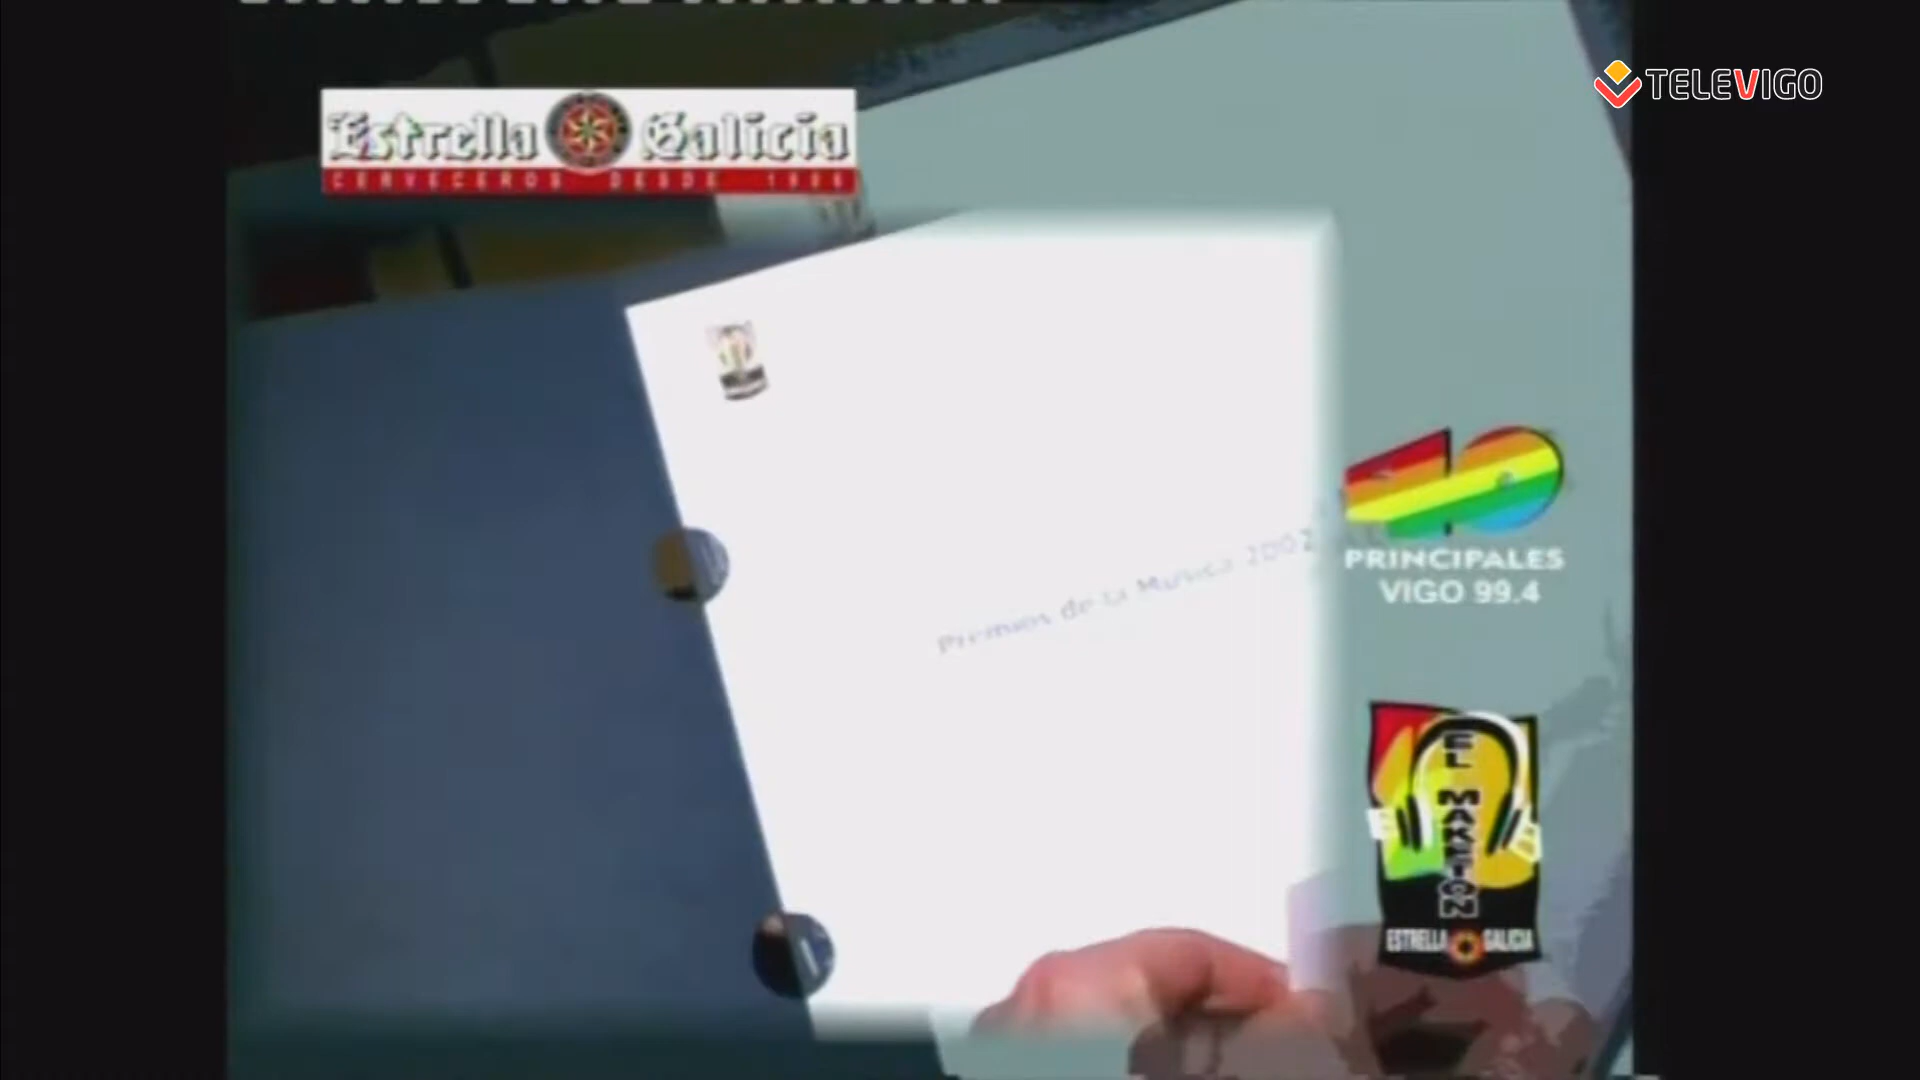 TELEVIGO
Estrella Galicia
CERVECEROS DESDE 1906
Premios de la Música 2002
40
PRINCIPALES
VIGO 99.4
EL MAKETÓN
ESTRELLA GALICIA